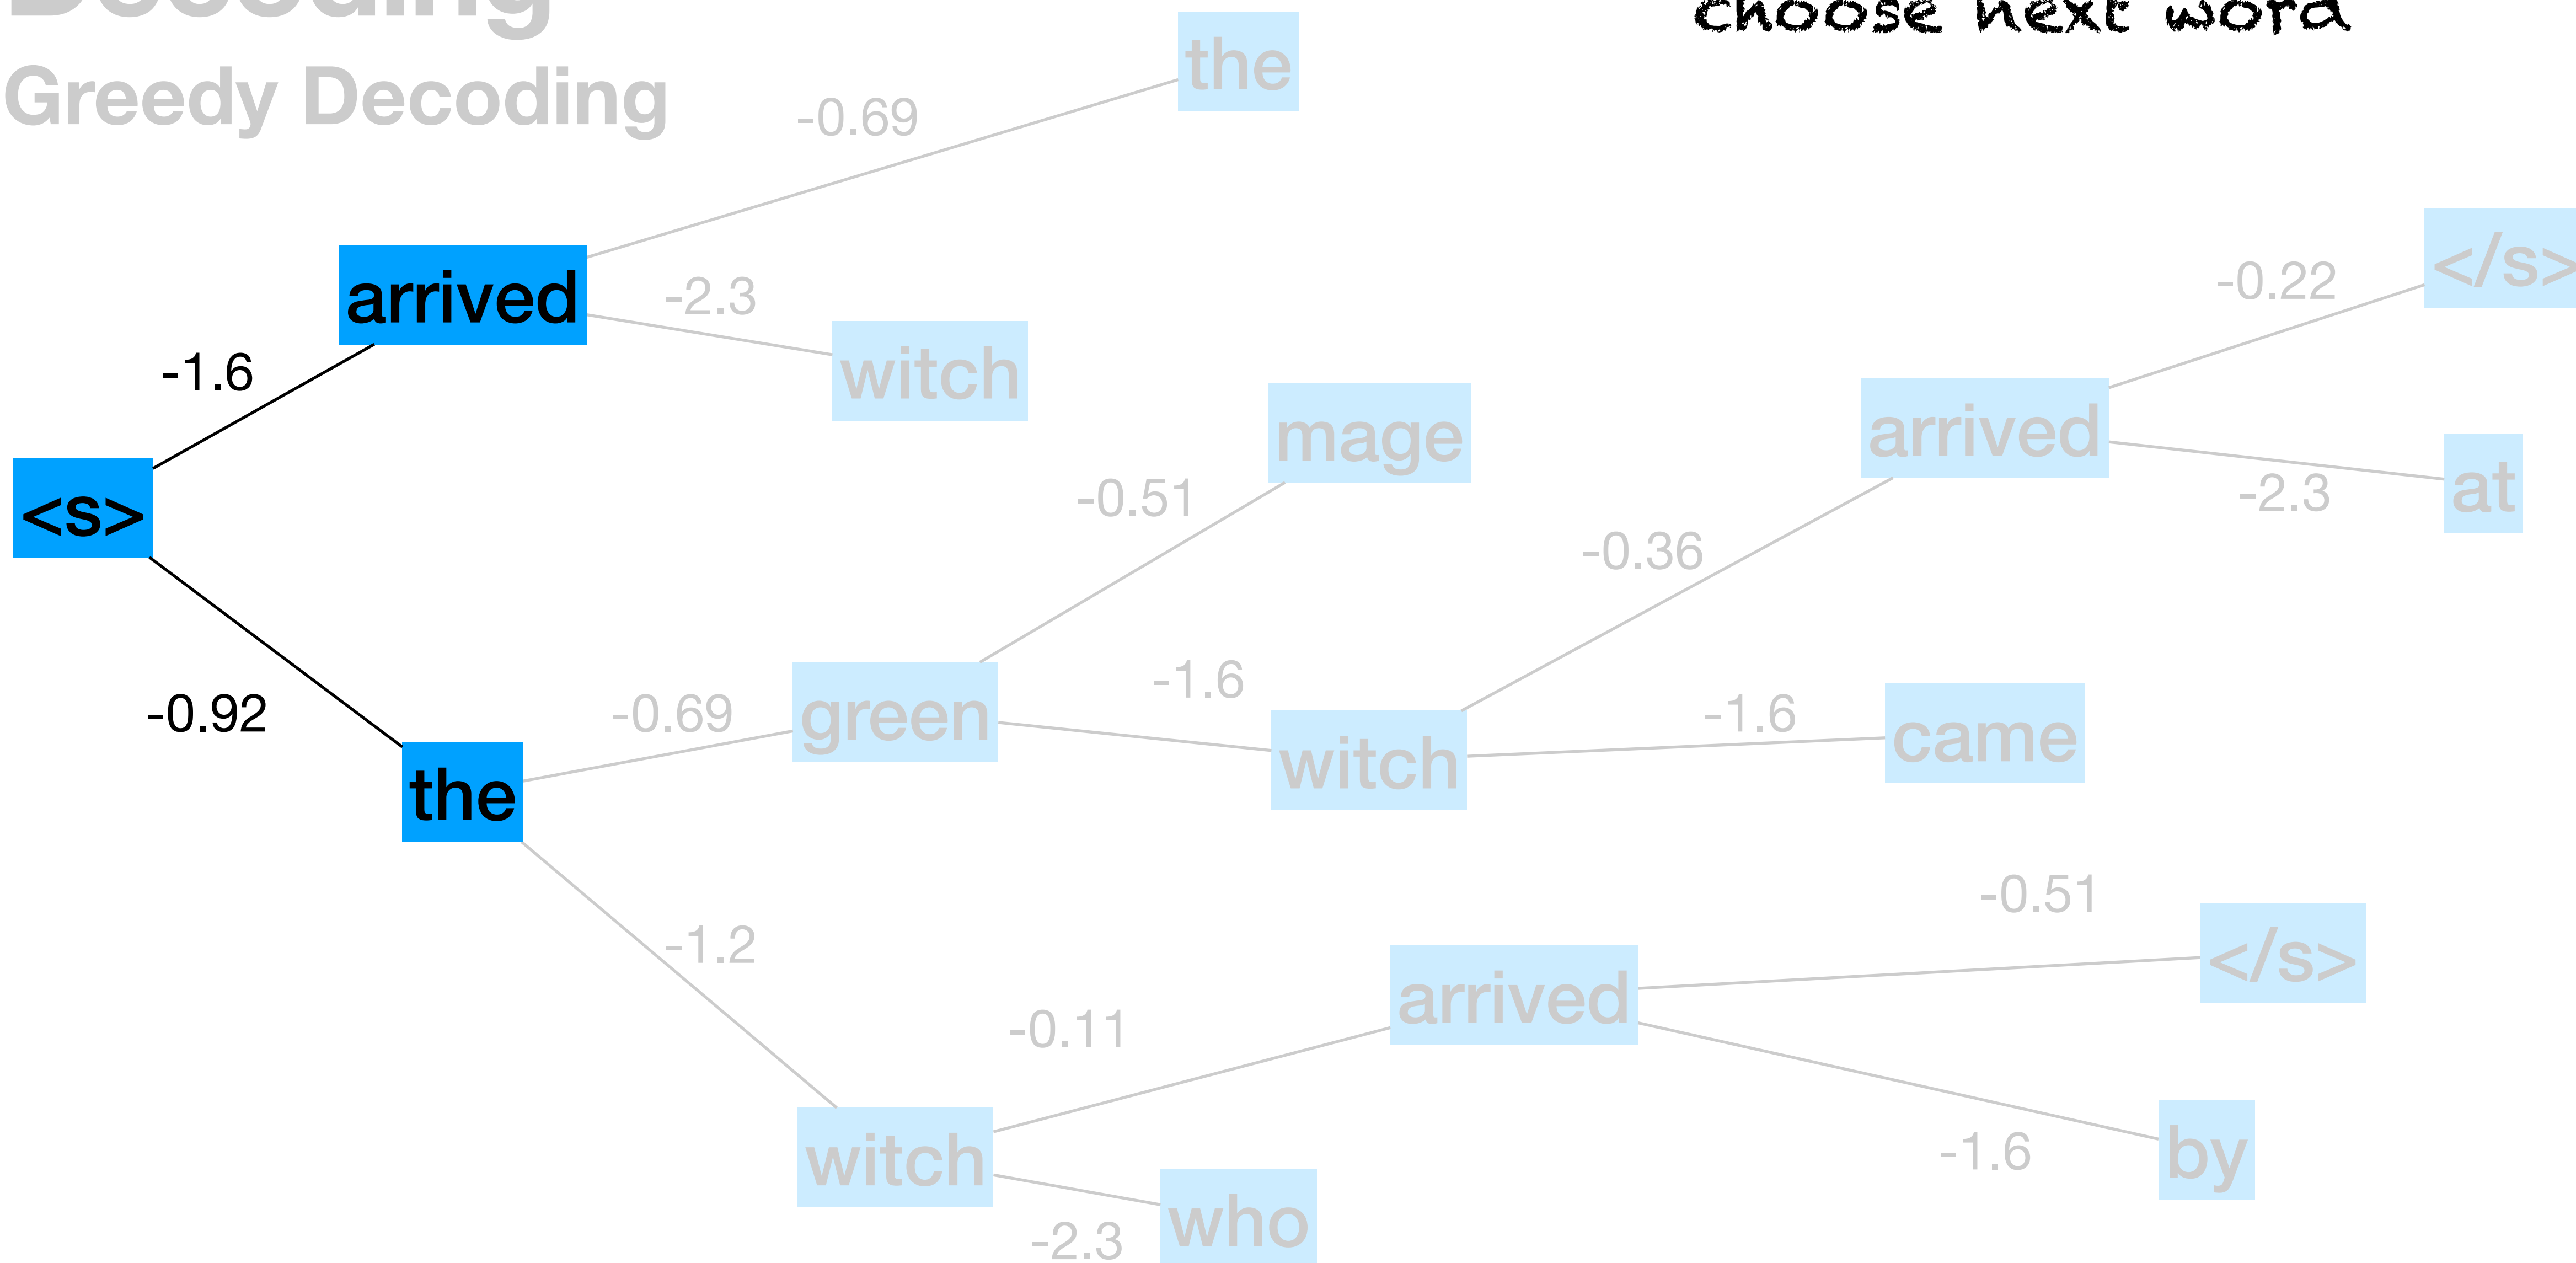 Decoding
choose next word
Greedy Decoding
the
-0.69
arrived
-2.3
witch
-1.6
<s>
-0.92
the
-0.69
green
-0.51
mage
-1.6
witch
-0.36
arrived
-0.22
</s>
-2.3
at
-1.6
came
-1.2
witch
-0.11
arrived
-0.51
</s>
-1.6
by
-2.3
who